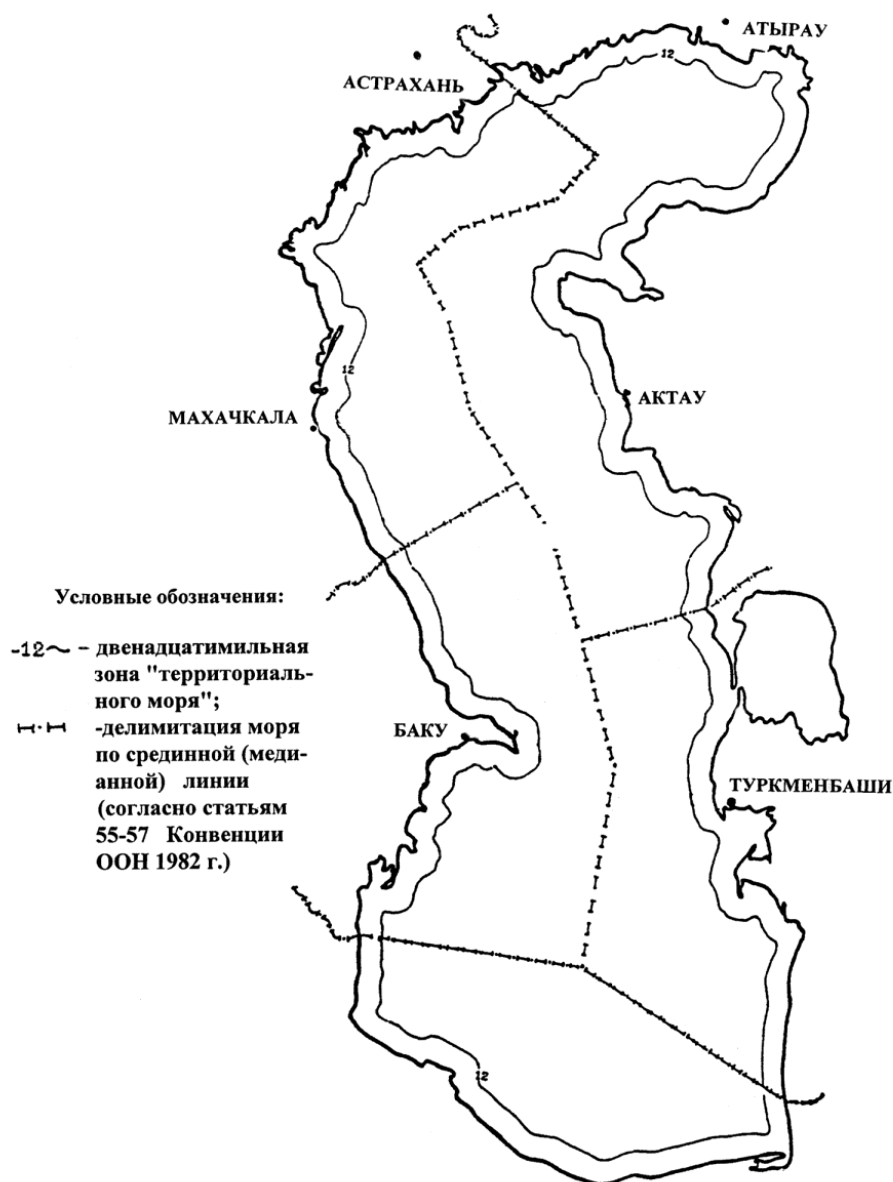 АТЫРАУ
АСТРАХАНЬ
12
12
АКТАУ
МАХАЧКАЛА
Условные обозначения:
-12~ - двенадцатимильная
зона "территориаль-
ного моря";
-делимитация моря
по срединной (меди-
анной) линии
(согласно статьям
55-57 Конвенции
ООН 1982 г.)
БАКУ
ТУРКМЕНБАШИ
12